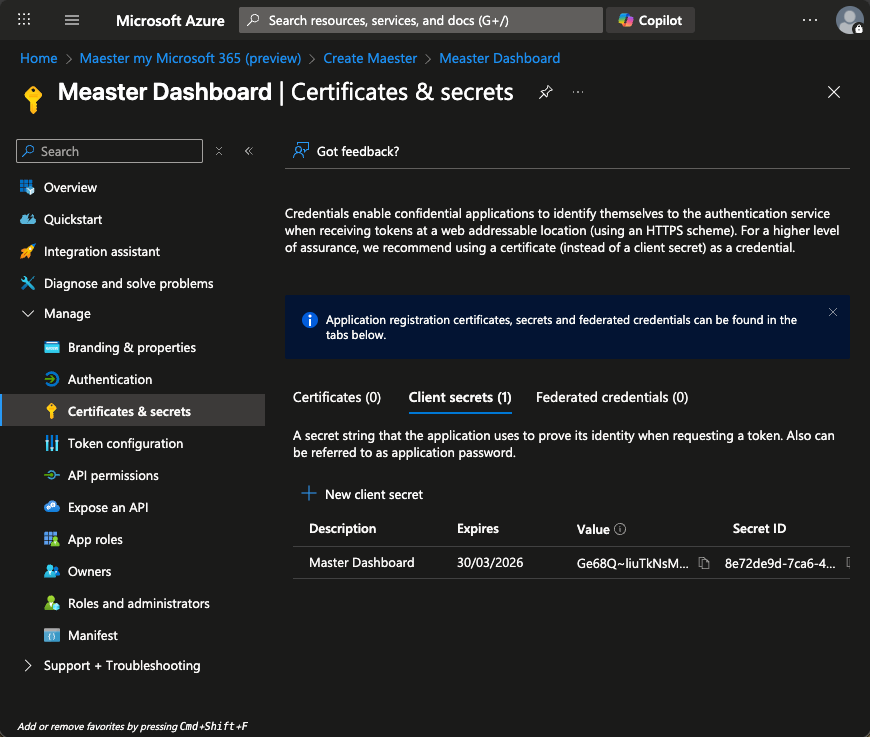 Microsoft Azure
Search resources, services, and docs (G+/)
Copilot
Home > Maester my Microsoft 365 (preview) > Create Maester > Measter Dashboard
Measter Dashboard | Certificates & secrets
Search
Got feedback?
Overview
Quickstart
Integration assistant
Diagnose and solve problems
Manage
Branding & properties
Authentication
Certificates & secrets
Token configuration
API permissions
Expose an API
App roles
Owners
Roles and administrators
Manifest
Support + Troubleshooting
Add or remove favorites by pressing Cmd+Shift+F
Credentials enable confidential applications to identify themselves to the authentication service
when receiving tokens at a web addressable location (using an HTTPS scheme). For a higher level
of assurance, we recommend using a certificate (instead of a client secret) as a credential.
Application registration certificates, secrets and federated credentials can be found in the
tabs below.
Certificates (0) Client secrets (1) Federated credentials (0)
A secret string that the application uses to prove its identity when requesting a token. Also can
be referred to as application password.
New client secret
Description Expires Value Secret ID
Master Dashboard 30/03/2026 Ge68Q~liuTkNsM... 8e72de9d-7ca6-4...